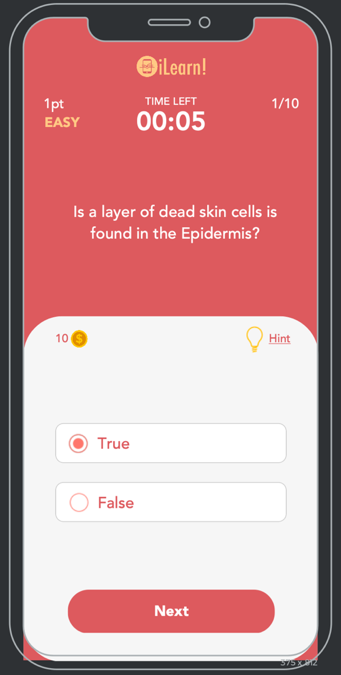 iLearn!
1pt
TIME LEFT
1/10
EASY
00:05
Is a layer of dead skin cells is
found in the Epidermis?
10 $
Hint
True
False
Next
575 x 812